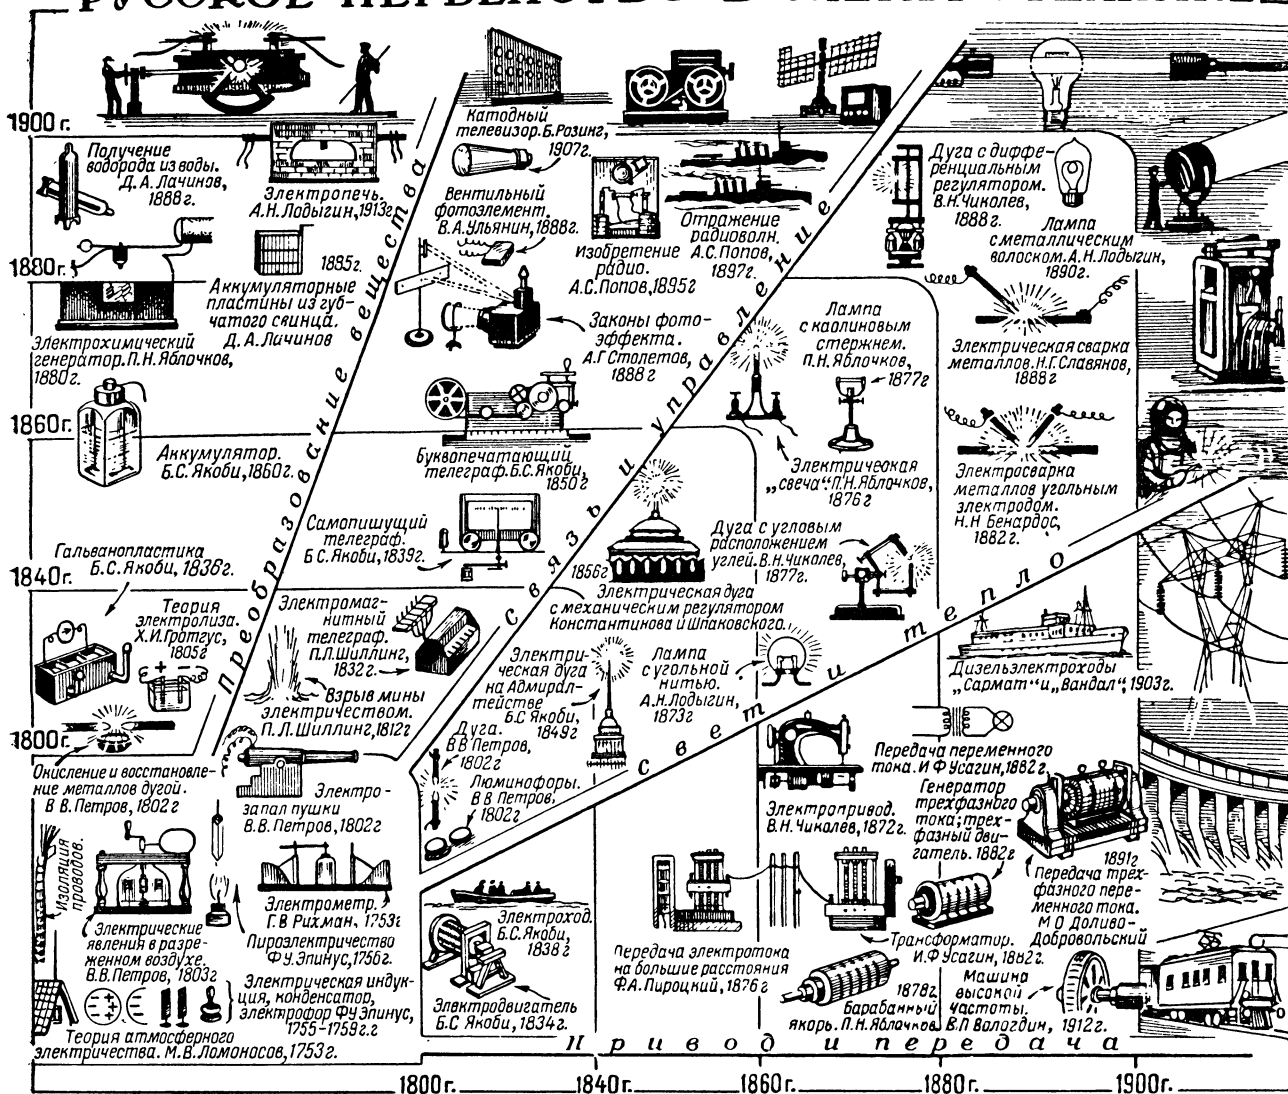 1900 г.
Получение
водорода из воды.
Д. А. Лачинов,
1888 г.
Электропечь.
А.Н. Лодыгин, 1913г.
Катодный
телевизор. Б. Розинг,
1907г.
Вентильный
фотоэлемент.
В.А. Ульянин, 1888г.
Изобретение
радио.
А.С. Попов, 1895г
Отражение
радиоволн.
А.С. Попов,
1897г.
Дуга с диффе-
ренциальным
регулятором.
В.Н. Чиколев,
1888г.
Лампа
с металлическим
волоском. А.Н. Лодыгин,
1890г.
1880г.
1885г.
Аккумуляторные
пластины из губ-
чатого свинца.
Д. А. Лачинов
Электрохимический
генератор. П.Н. Яблочков,
1880г.
Законы фото-
эффекта.
А.Г Столетов,
1888 г
Лампа
с каолиновым
стержнем.
П.Н. Яблочков,
1877г
Электрическая сварка
металлов. Н.Г. Славянов,
1888 г
1860г.
Аккумулятор.
Б.С. Якоби, 1860г.
Буквопечатающий
телеграф. Б.С. Якоби,
1850г
Электрическая
„свеча“ П.Н. Яблочков,
1876 г
Электросварка
металлов угольным
электродом.
Н.Н Бенардос,
1882г.
Самопишущий
телеграф.
Б.С. Якоби, 1839г.
Гальванопластика
Б.С. Якоби, 1836г.
1840г.
1856г
Электрическая дуга
с механическим регулятором
Константинова и Шпаковского.
Дуга с угловым
расположением
углей. В.Н. Чиколев,
1877г.
Теория
электролиза.
Х.И. Гротгус,
1805г
Электромаг-
нитный
телеграф.
П.Л. Шиллинг,
1832г.
Взрыв мины
электричеством.
П. Л. Шиллинг, 1812г
Электри-
ческая дуга
на Адмирал-
тействе
Б.С Якоби,
1849г
Лампа
с угольной
нитью.
А.Н. Лодыгин,
1873г
Дизельэлектроходы
„Сармат“ и „Вандал“, 1903г.
1800г.
Окисление и восстановле-
ние металлов дугой.
В В. Петров, 1802 г
Электро-
запал пушки
В.В. Петров, 1802г
Дуга.
В В Петров,
1802г
Люминофоры.
В В Петров,
1802г
Электропривод.
В.Н. Чиколев, 1872г.
Передача переменного
тока. И Ф Усагин, 1882г.
Генератор
трехфазного
тока; трех-
фазный дви-
гатель. 1882г
1891г
Передача трех-
фазного пере-
менного тока.
М О Доливо-
Добровольский
Изоляция
проводов.
Электрические
явления в разре-
женном воздухе.
В.В. Петров, 1803г
Электрометр.
Г. В Рихман, 1753г
Пироэлектричество
Ф У. Эпинус, 1756г.
Электрическая индук-
ция, конденсатор,
электрофор Ф У Эпинус,
1755-1759г.г
Теория атмосферного
электричества. М.В. Ломоносов, 1753г.
Электроход.
Б.С. Якоби,
1838 г
Электродвигатель
Б.С Якоби, 1834г.
Передача электротока
на большие расстояния
Ф.А. Пироцкий, 1876 г
Трансформатор.
И.Ф Усагин, 1882г.
1878г.
Барабанный
якорь. П.Н. Яблочков
Машина
высокой
частоты.
В.П Вологдин, 1912г.
Преобразование вещества
Связь и управление
Свет и тепло
Привод и передача
1800г. 1840г. 1860г. 1880г. 1900г.